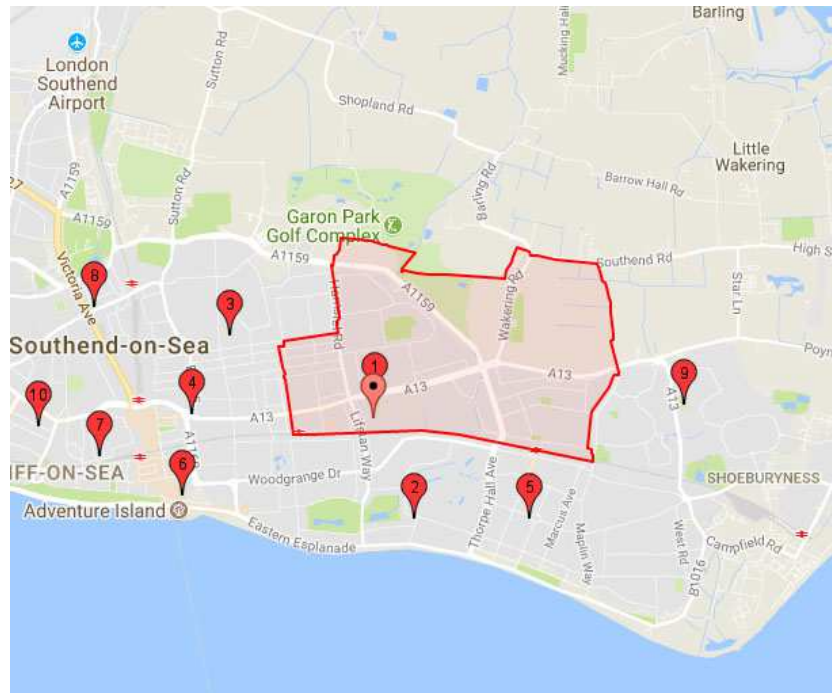 Barling
Mucking Hall Rd
London
Southend
Airport
Sutton Rd
Shopland Rd
Little
Wakering
Barling Rd
Barrow Hall Rd
27
A1159
Sutton Rd
A1159
Garon Park
Golf Complex
A1159
Southend Rd
High S
Victoria Ave
8
3
A1159
Wakering Rd
Star Ln
Southend-on-Sea
1
Poyn
A13
9
10
4
7
A13
A13
Lifstan Way
IFF-ON-SEA
6
Woodgrange Dr
2
5
Thorpe Hall Ave
Marcus Ave
SHOEBURYNESS
Adventure Island
Eastern Esplanade
Maplin Way
West Rd
Campfield Rd
B1016